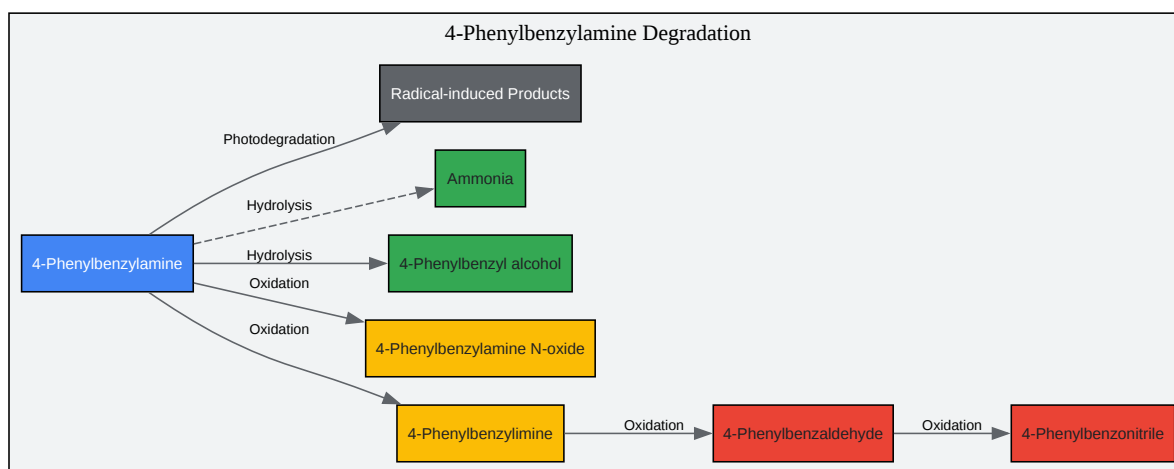 4-Phenylbenzylamine Degradation
Radical-induced Products
Photodegradation
Ammonia
Hydrolysis
4-Phenylbenzylamine
Hydrolysis
4-Phenylbenzyl alcohol
Oxidation
Oxidation
4-Phenylbenzylamine N-oxide
4-Phenylbenzylimine
Oxidation
4-Phenylbenzaldehyde
Oxidation
4-Phenylbenzonitrile